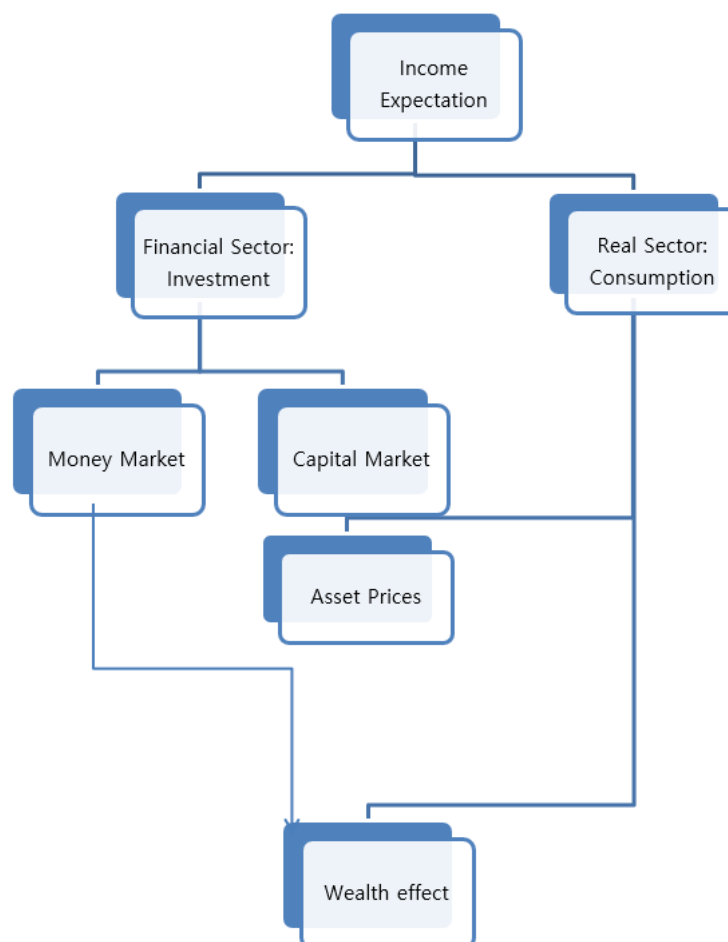 Income
Expectation
Financial Sector:
Investment
Real Sector:
Consumption
Money Market
Capital Market
Asset Prices
Wealth effect